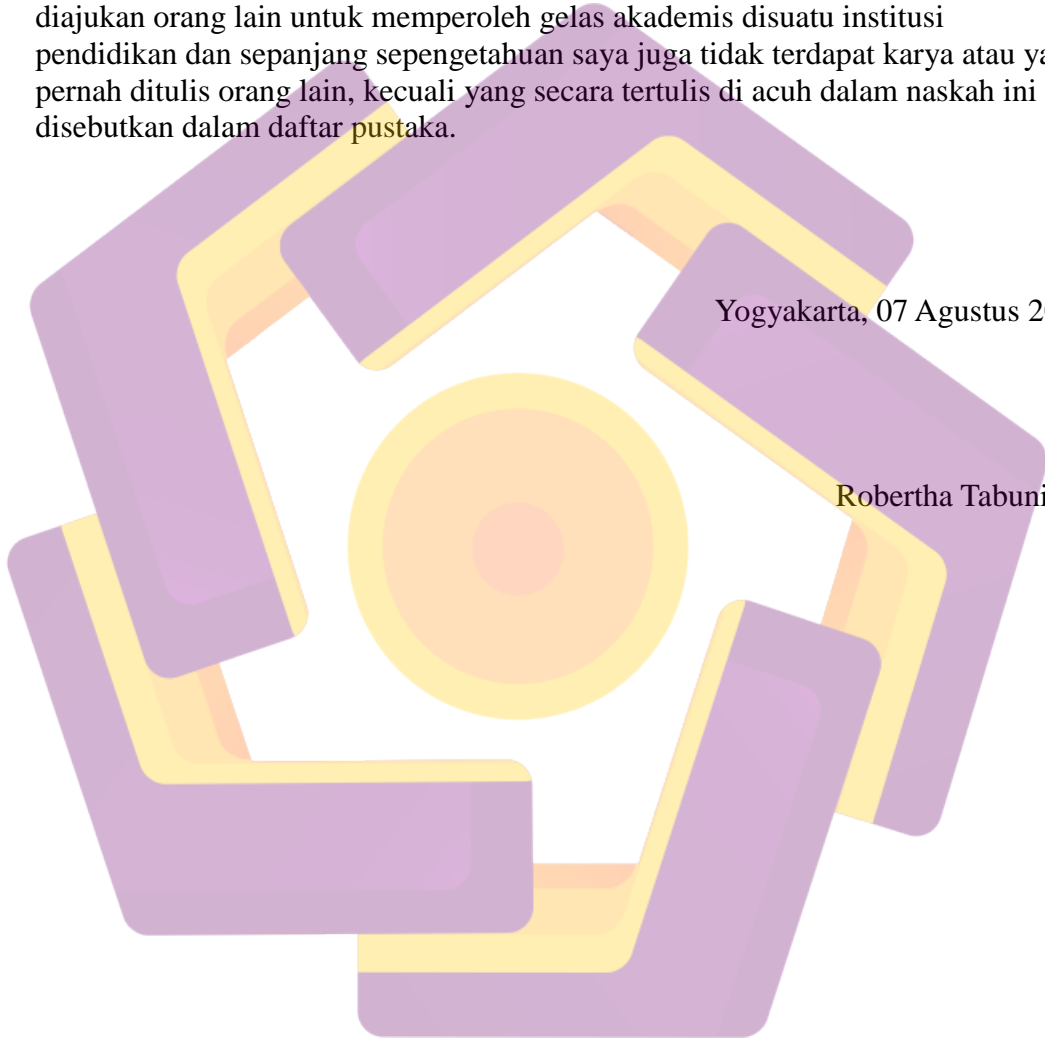 diajukan orang lain untuk memperoleh gelas akademis disuatu institusi
pendidikan dan sepanjang sepengetahuan saya juga tidak terdapat karya atau
pernah ditulis orang lain, kecuali yang secara tertulis di acuh dalam naskah ini
disebutkan dalam daftar pustaka.
Yogyakarta, 07 Agustus
Robertha Tabuni